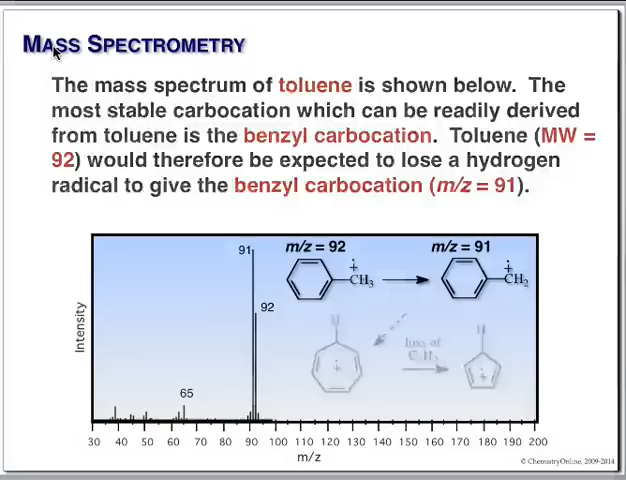 MASS SPECTROMETRY
The mass spectrum of toluene is shown below. The
most stable carbocation which can be readily derived
from toluene is the benzyl carbocation. Toluene (MW =
92) would therefore be expected to lose a hydrogen
radical to give the benzyl carbocation (m/z = 91).
m/z = 92 m/z = 91
91
CH3 CH2
92
H H
loss of
C2H2
65
Intensity
30 40 50 60 70 80 90 100 110 120 130 140 150 160 170 180 190 200
m/z
© ChemistryOnline, 2009-2014